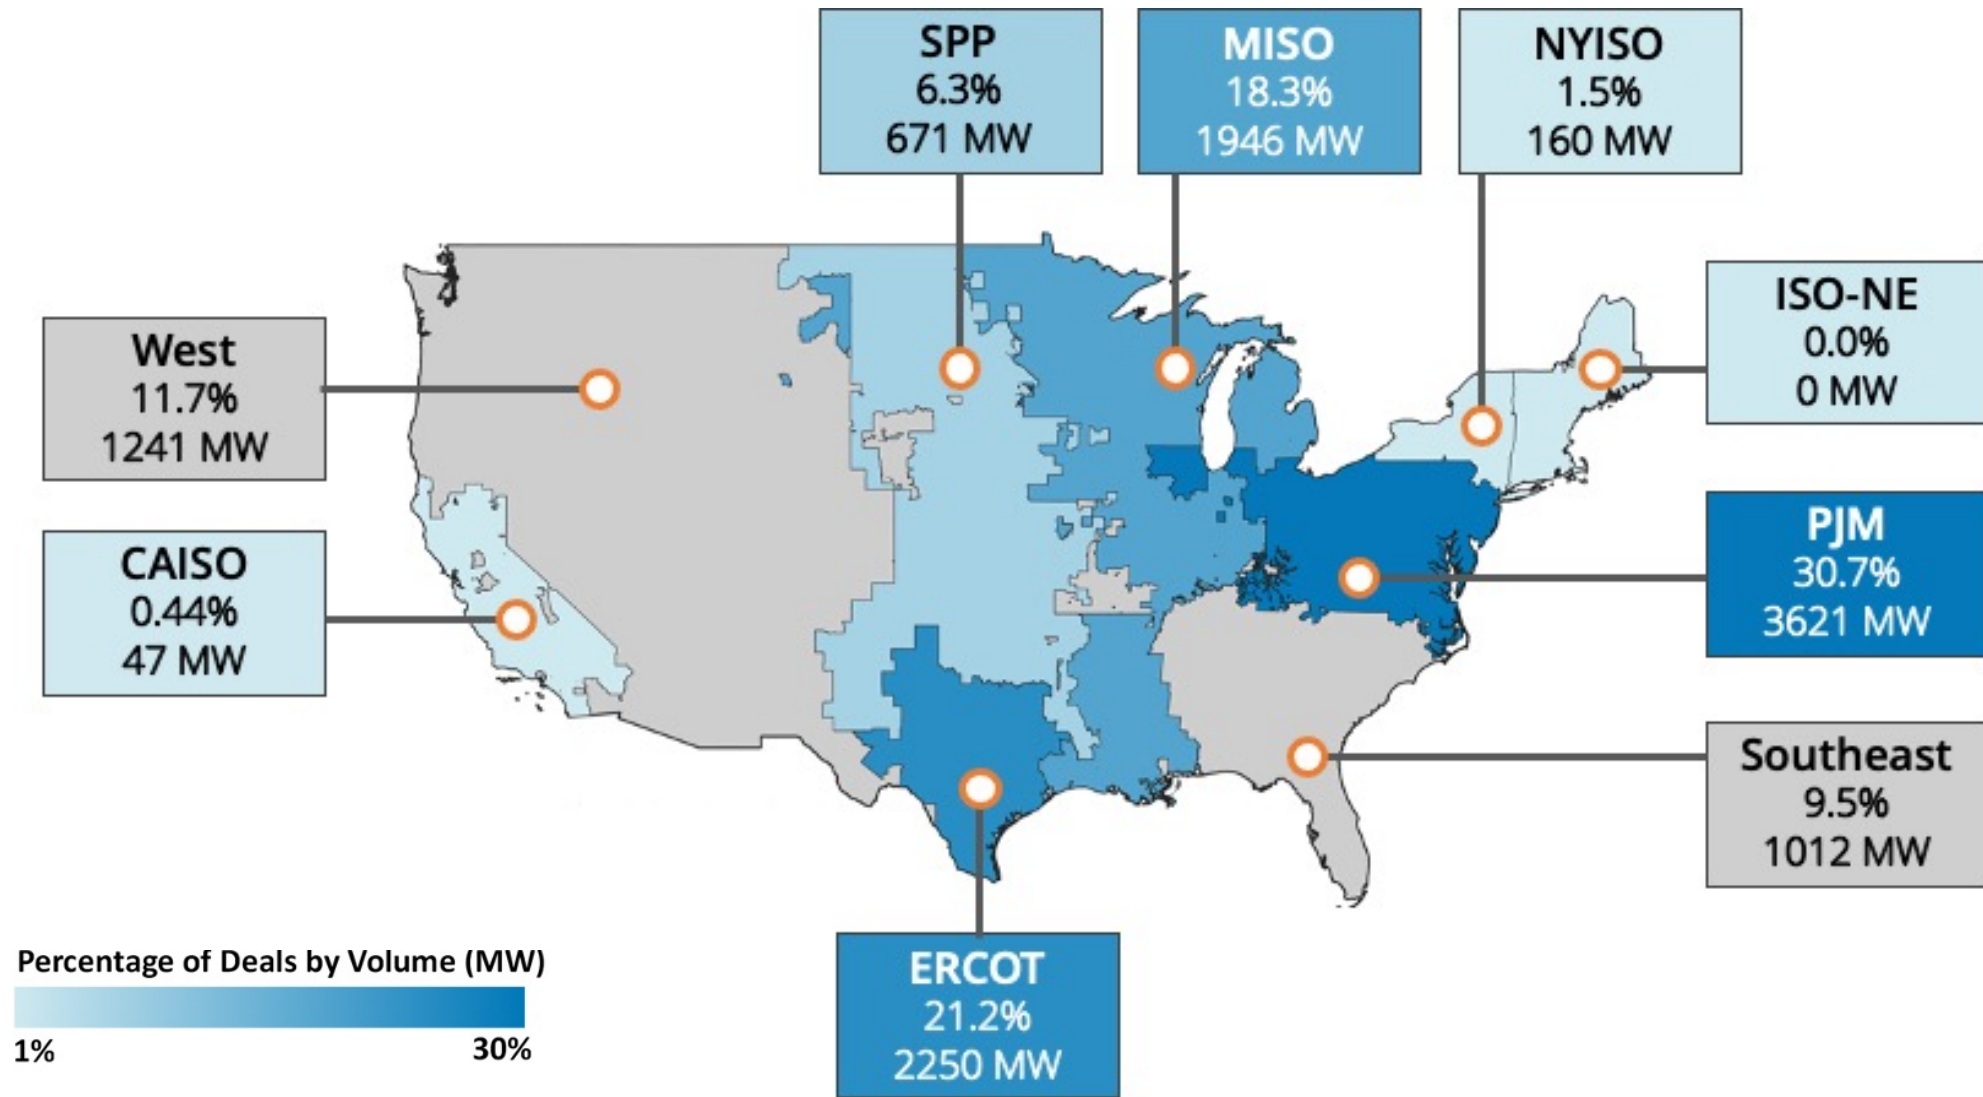 SPP
6.3%
671 MW
MISO
18.3%
1946 MW
NYISO
1.5%
160 MW
ISO-NE
0.0%
0 MW
West
11.7%
1241 MW
PJM
30.7%
3621 MW
CAISO
0.44%
47 MW
Southeast
9.5%
1012 MW
ERCOT
21.2%
2250 MW
Percentage of Deals by Volume (MW)
1%
30%